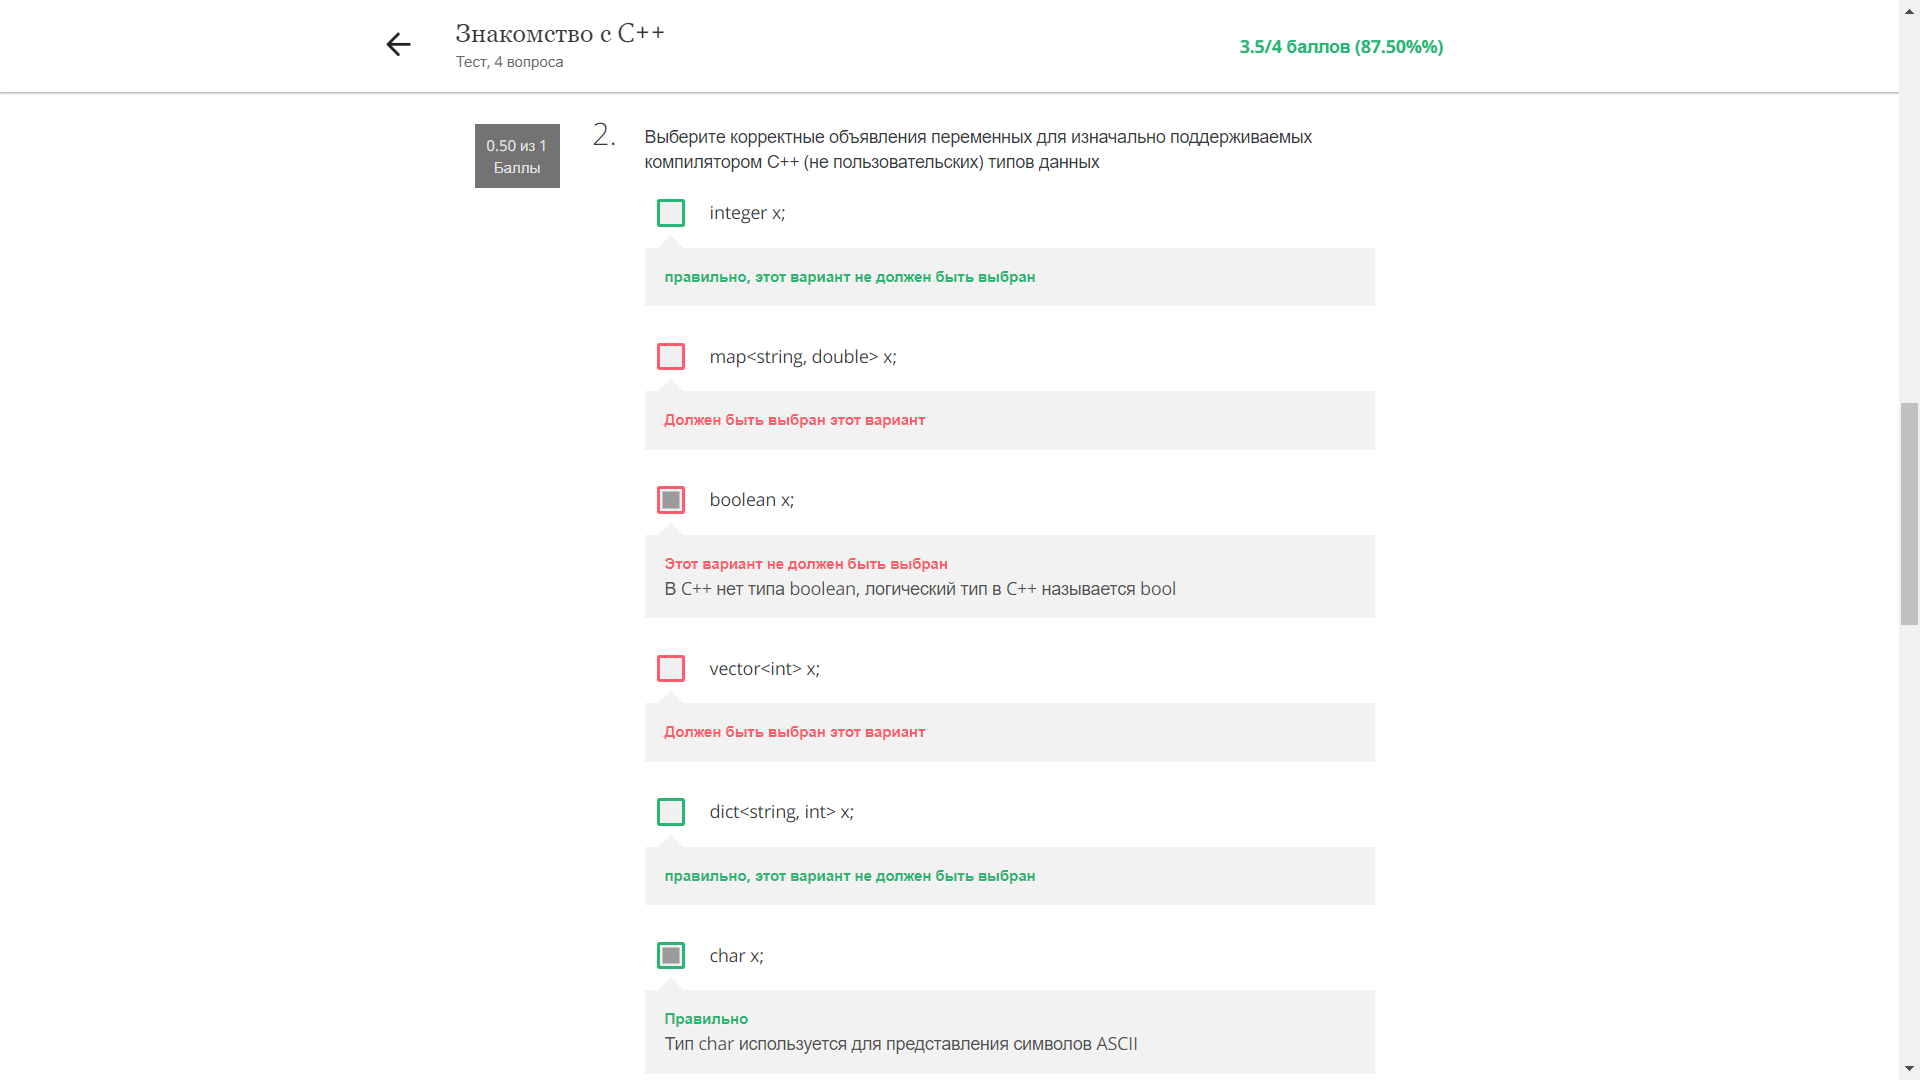 Знакомство с C++
Тест, 4 вопроса
3.5/4 баллов (87.50%%)
0.50 из 1
Баллы
2.
Выберите корректные объявления переменных для изначально поддерживаемых
компилятором C++ (не пользовательских) типов данных
integer x;
правильно, этот вариант не должен быть выбран
map<string, double> x;
Должен быть выбран этот вариант
boolean x;
Этот вариант не должен быть выбран
В C++ нет типа boolean, логический тип в C++ называется bool
vector<int> x;
Должен быть выбран этот вариант
dict<string, int> x;
правильно, этот вариант не должен быть выбран
char x;
Правильно
Тип char используется для представления символов ASCII